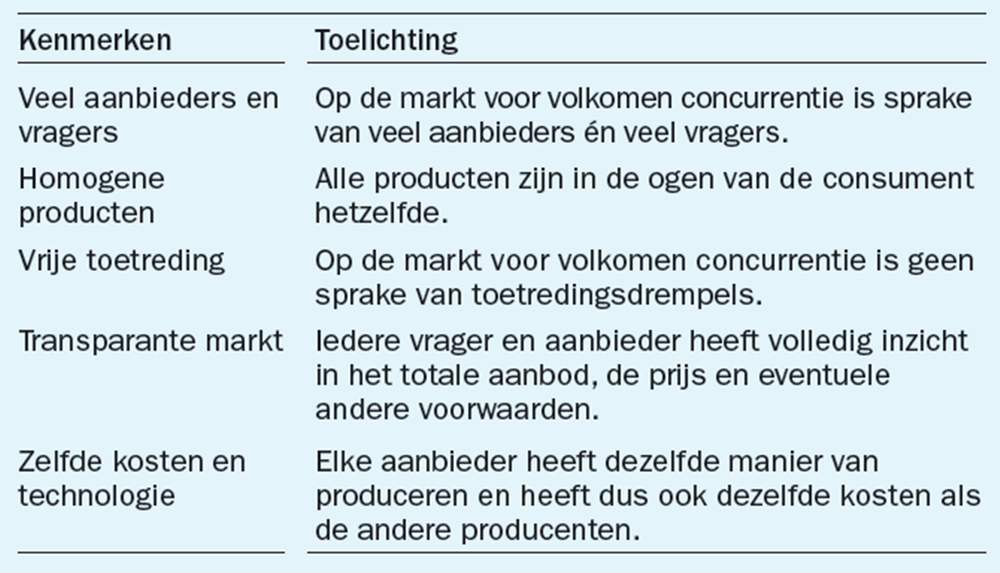 Kenmerken Toelichting
Veel aanbieders en Op de markt voor volkomen concurrentie is sprake
vragers van veel aanbieders én veel vragers.
Homogene Alle producten zijn in de ogen van de consument
producten hetzelfde.
Vrije toetreding Op de markt voor volkomen concurrentie is geen
sprake van toetredingsdrempels.
Transparante markt Iedere vrager en aanbieder heeft volledig inzicht
in het totale aanbod, de prijs en eventuele
andere voorwaarden.
Zelfde kosten en Elke aanbieder heeft dezelfde manier van
technologie produceren en heeft dus ook dezelfde kosten als
de andere producenten.